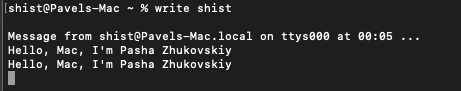 [shist@Pavels-Mac ~ % write shist
Message from shist@Pavels-Mac.local on ttys000 at 00:05 ...
Hello, Mac, I'm Pasha Zhukovskiy
Hello, Mac, I'm Pasha Zhukovskiy